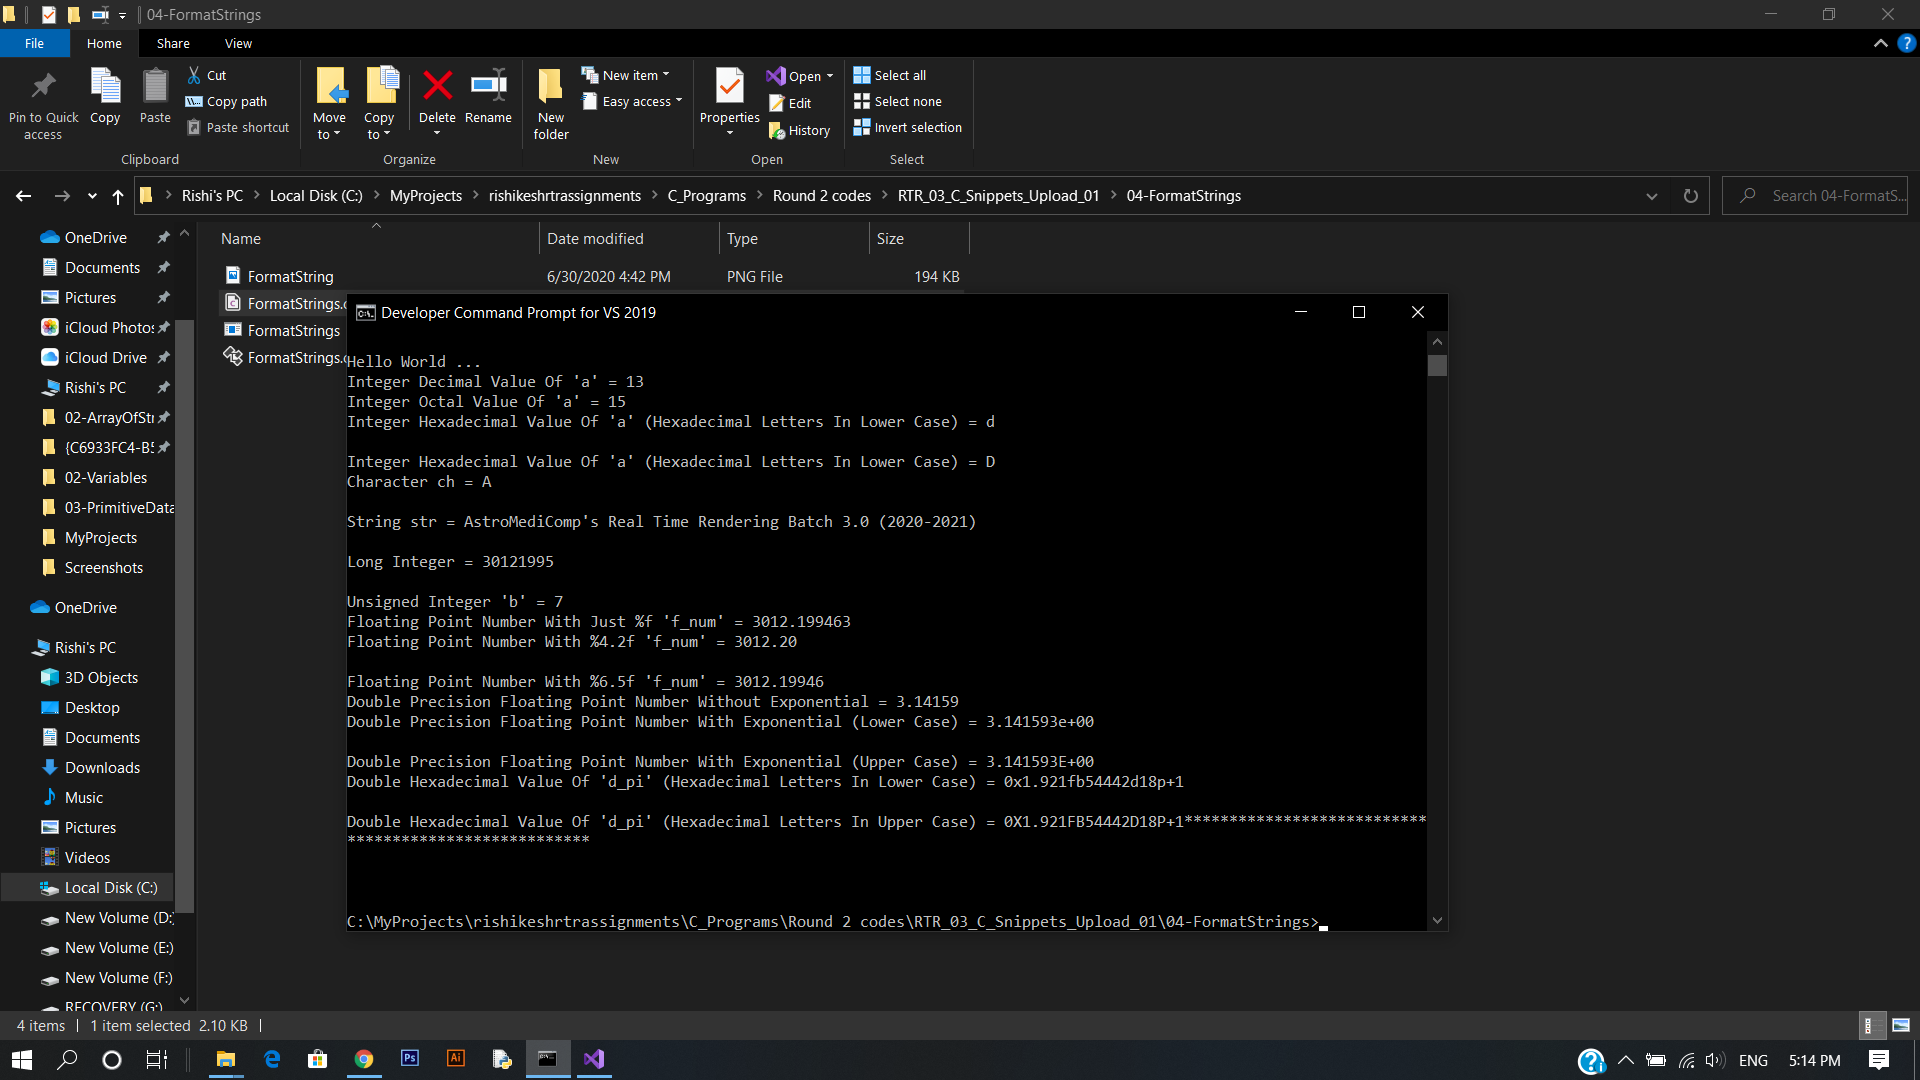 04-FormatStrings
File Home Share View
Pin to Quick access
Copy
Paste
Cut
Copy path
Paste shortcut
Clipboard
Move to
Copy to
Delete
Rename
Organize
New folder
New item
Easy access
New
Properties
Open
Edit
History
Open
Select all
Select none
Invert selection
Select
Rishi's PC > Local Disk (C:) > MyProjects > rishikeshrtrassignments > C_Programs > Round 2 codes > RTR_03_C_Snippets_Upload_01 > 04-FormatStrings
Search 04-FormatS...
OneDrive
Documents
Pictures
iCloud Photos
iCloud Drive
Rishi's PC
02-ArrayOfStr
{C6933FC4-B5
02-Variables
03-PrimitiveData
MyProjects
Screenshots
OneDrive
Rishi's PC
3D Objects
Desktop
Documents
Downloads
Music
Pictures
Videos
Local Disk (C:)
New Volume (D:)
New Volume (E:)
New Volume (F:)
RECOVERY (G:)
Name Date modified Type Size
FormatString 6/30/2020 4:42 PM PNG File 194 KB
FormatStrings.c
FormatStrings
FormatStrings.o
Developer Command Prompt for VS 2019
Hello World ...
Integer Decimal Value Of 'a' = 13
Integer Octal Value Of 'a' = 15
Integer Hexadecimal Value Of 'a' (Hexadecimal Letters In Lower Case) = d
Integer Hexadecimal Value Of 'a' (Hexadecimal Letters In Lower Case) = D
Character ch = A
String str = AstroMediComp's Real Time Rendering Batch 3.0 (2020-2021)
Long Integer = 30121995
Unsigned Integer 'b' = 7
Floating Point Number With Just %f 'f_num' = 3012.199463
Floating Point Number With %4.2f 'f_num' = 3012.20
Floating Point Number With %6.5f 'f_num' = 3012.19946
Double Precision Floating Point Number Without Exponential = 3.14159
Double Precision Floating Point Number With Exponential (Lower Case) = 3.141593e+00
Double Precision Floating Point Number With Exponential (Upper Case) = 3.141593E+00
Double Hexadecimal Value Of 'd_pi' (Hexadecimal Letters In Lower Case) = 0x1.921fb54442d18p+1
Double Hexadecimal Value Of 'd_pi' (Hexadecimal Letters In Upper Case) = 0X1.921FB54442D18P+1***************************
***************************
C:\MyProjects\rishikeshrtrassignments\C_Programs\Round 2 codes\RTR_03_C_Snippets_Upload_01\04-FormatStrings>
4 items 1 item selected 2.10 KB
ENG 5:14 PM